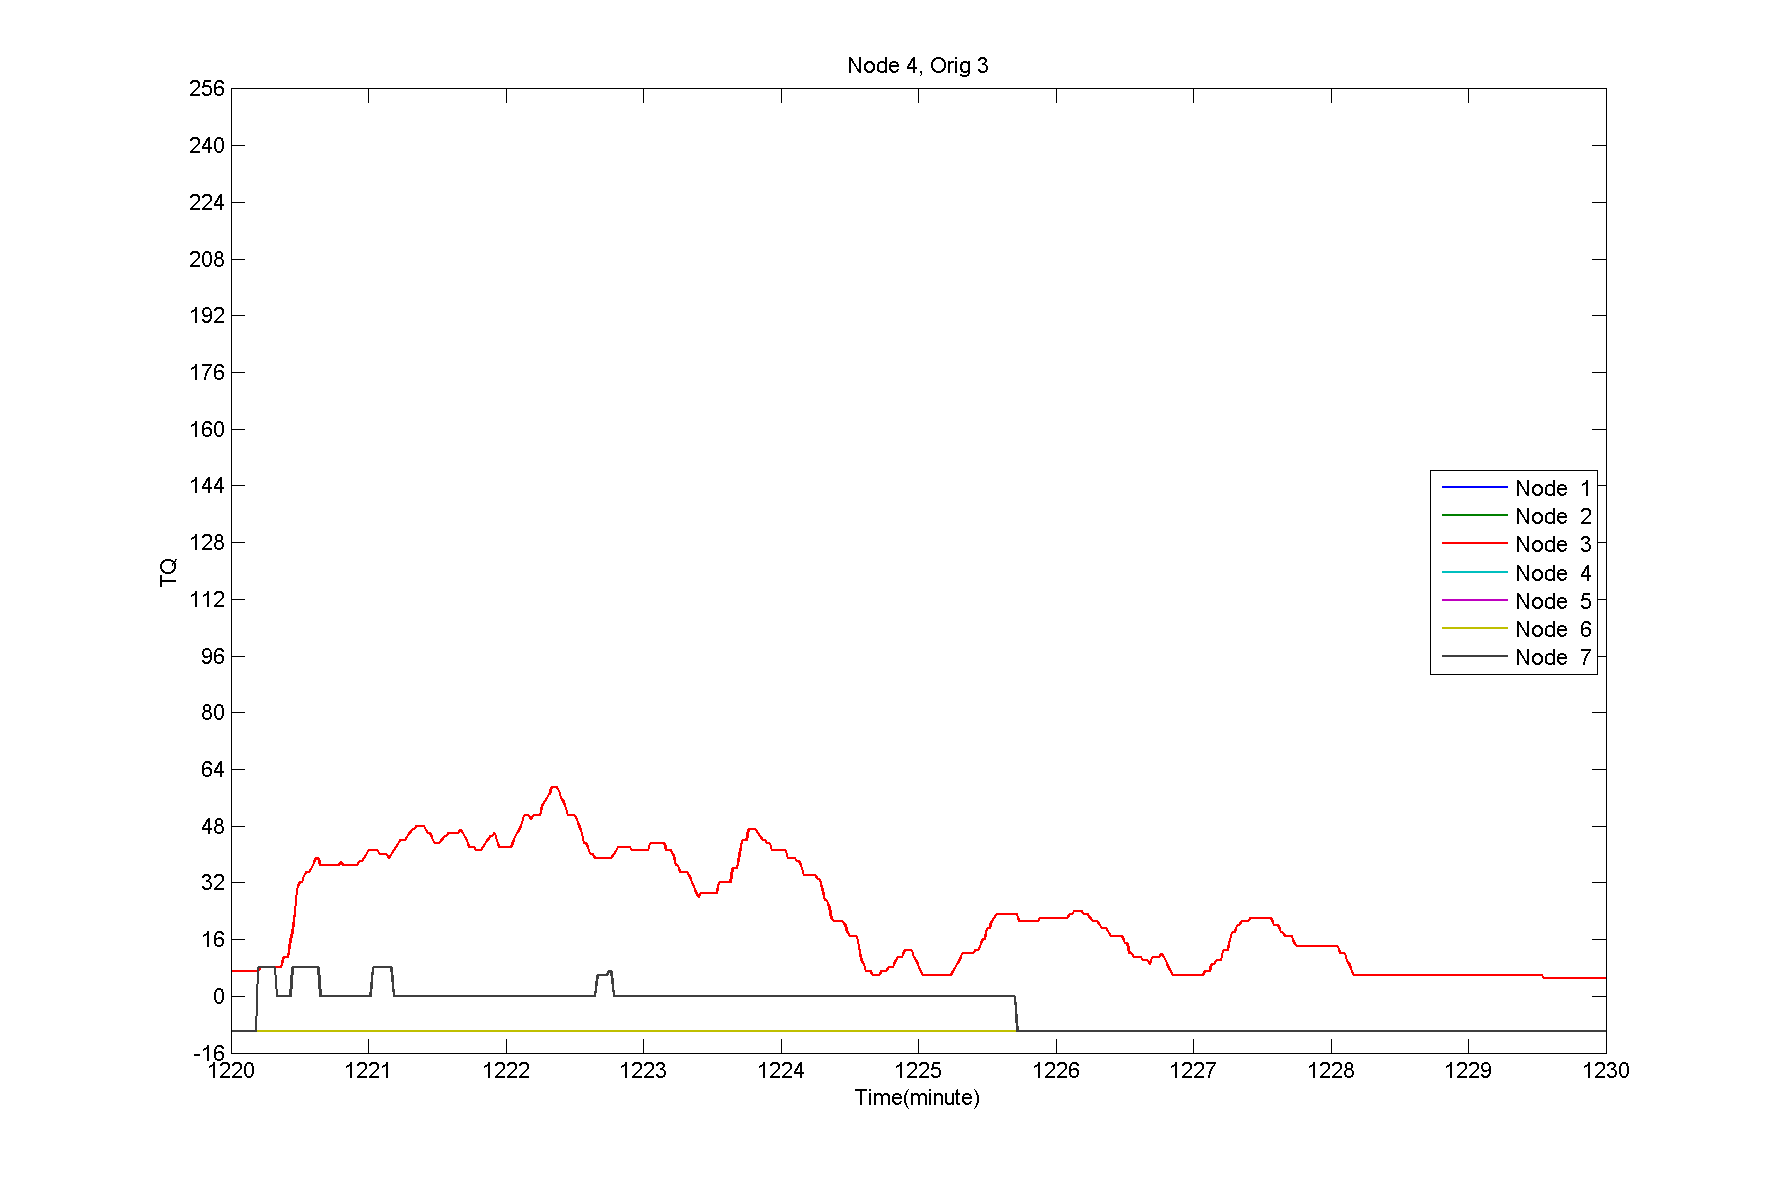 Node 4, Orig 3
256
240
224
208
192
176
160
144
128
112
96
80
64
48
32
16
0
-16
TQ
Node 1
Node 2
Node 3
Node 4
Node 5
Node 6
Node 7
1220 1221 1222 1223 1224 1225 1226 1227 1228 1229 1230
Time(minute)